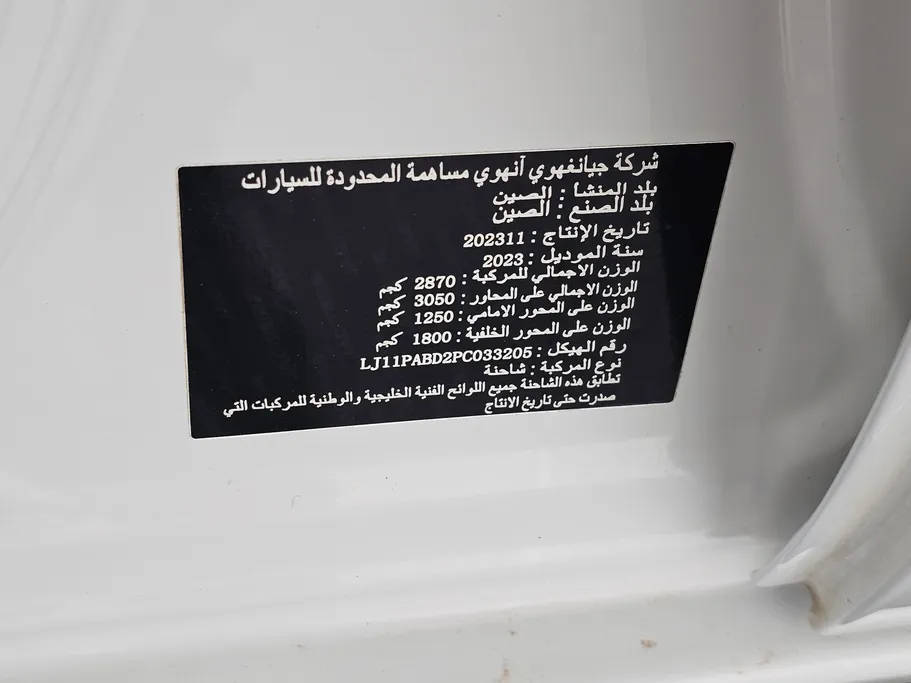 شركة جيانغهوي آنهوي مساهمة المحدودة للسيارات
بلد المنشأ : الصين
بلد الصنع : الصين
تاريخ الإنتاج : 202311
سنة الموديل : 2023
الوزن الاجمالي للمركبة : 2870 كجم
الوزن الاجمالي على المحاور : 3050 كجم
الوزن على المحور الامامي : 1250 كجم
الوزن على المحور الخلفية : 1800 كجم
رقم الهيكل : LJ11PABD2PC033205
نوع المركبة : شاحنة
تطابق هذه الشاحنة جميع اللوائح الفنية الخليجية و الوطنية للمركبات التي
صدرت حتى تاريخ الانتاج